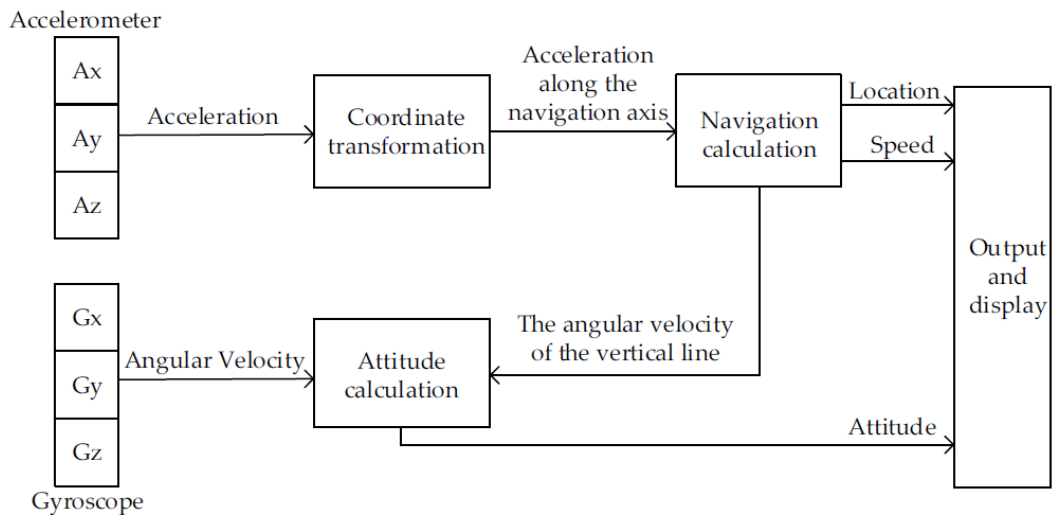 Accelerometer
Ax
Ay
Az
Acceleration
Coordinate
transformation
Acceleration
along the
navigation axis
Navigation
calculation
Location
Speed
Output
and
display
Gx
Gy
Gz
Gyroscope
Angular Velocity
Attitude
calculation
The angular velocity
of the vertical line
Attitude